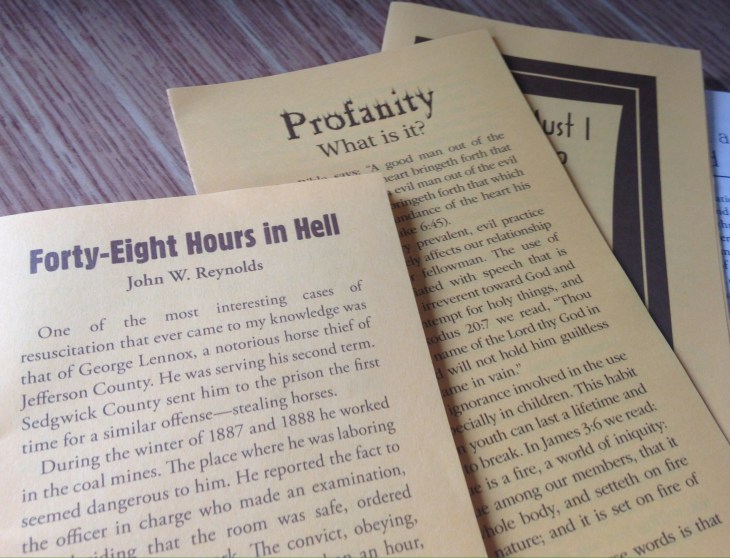 Forty-Eight Hours in Hell
John W. Reynolds
One of the most interesting cases of
resuscitation that ever came to my knowledge was
that of George Lennox, a notorious horse thief of
Jefferson County. He was serving his second term.
Sedgwick County sent him to the prison the first
time for a similar offense—stealing horses.
During the winter of 1887 and 1888 he worked
in the coal mines. The place where he was laboring
seemed dangerous to him. He reported the fact to
the officer in charge who made an examination,
that the room was safe, ordered
The convict, obeying,
an hour,
Profanity
What is it?
says: “A good man out of the
heart bringeth forth that
evil man out of the evil
bringeth forth that which
of the heart his
6:45).
prevalent, evil practice
affects our relationship
fellowman. The use of
with speech that is
irreverent toward God and
for holy things, and
20:7 we read, “Thou
name of the Lord thy God in
will not hold him guiltless
in vain.”
ignorance involved in the use
in children. This habit
youth can last a lifetime and
to break. In James 3:6 we read:
is a fire, a world of iniquity:
among our members, that it
body, and setteth on fire
nature; and it is set on fire of
words is that
I